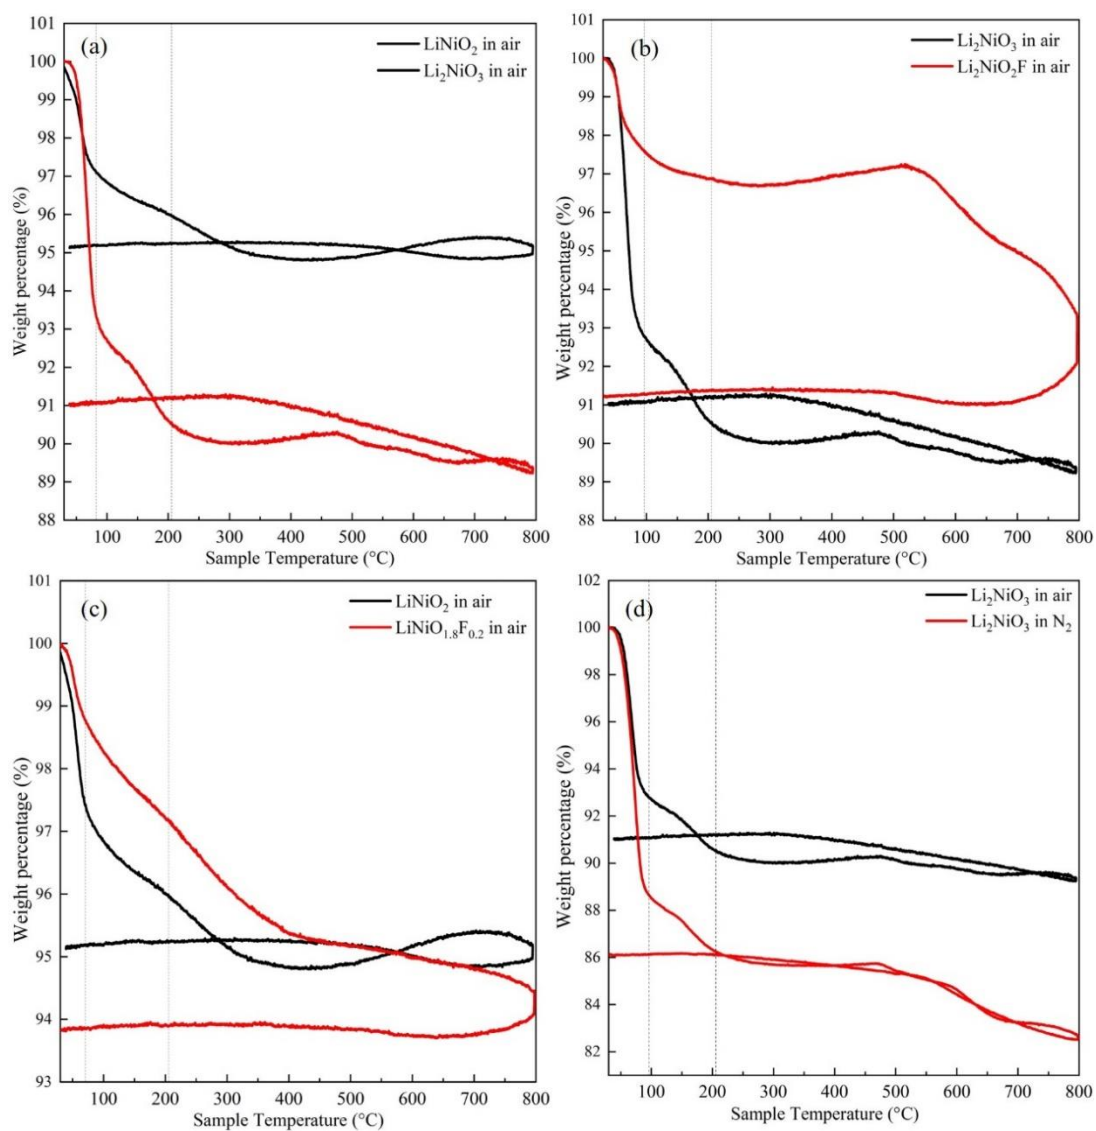 (a)
LiNiO2 in air
Li2NiO3 in air
101
100
99
98
97
96
95
94
93
92
91
90
89
88
Weight percentage (%)
100 200 300 400 500 600 700 800
Sample Temperature (°C)
(b)
Li2NiO3 in air
Li2NiO2F in air
101
100
99
98
97
96
95
94
93
92
91
90
89
88
Weight percentage (%)
100 200 300 400 500 600 700 800
Sample Temperature (°C)
(c)
LiNiO2 in air
LiNiO1.8F0.2 in air
101
100
99
98
97
96
95
94
93
Weight percentage (%)
100 200 300 400 500 600 700 800
Sample Temperature (°C)
(d)
Li2NiO3 in air
Li2NiO3 in N2
102
100
98
96
94
92
90
88
86
84
82
Weight percentage (%)
100 200 300 400 500 600 700 800
Sample Temperature (°C)